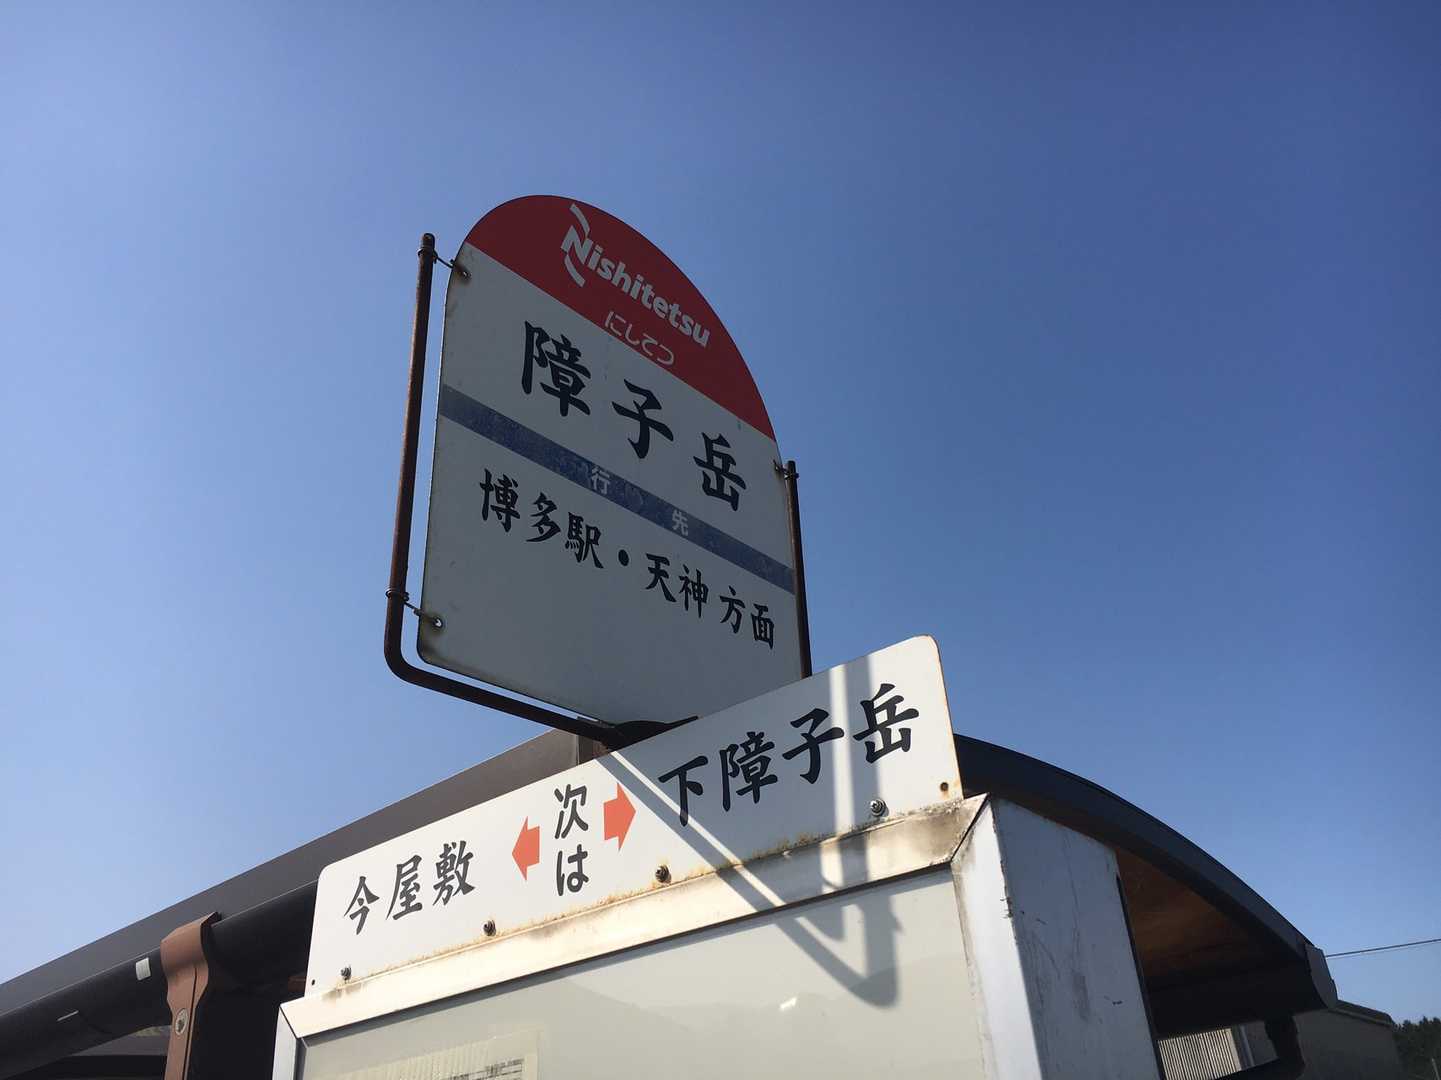 Nishitetsu
にしてつ
障子岳
行先
博多駅・天神方面
今屋敷 次は 下障子岳